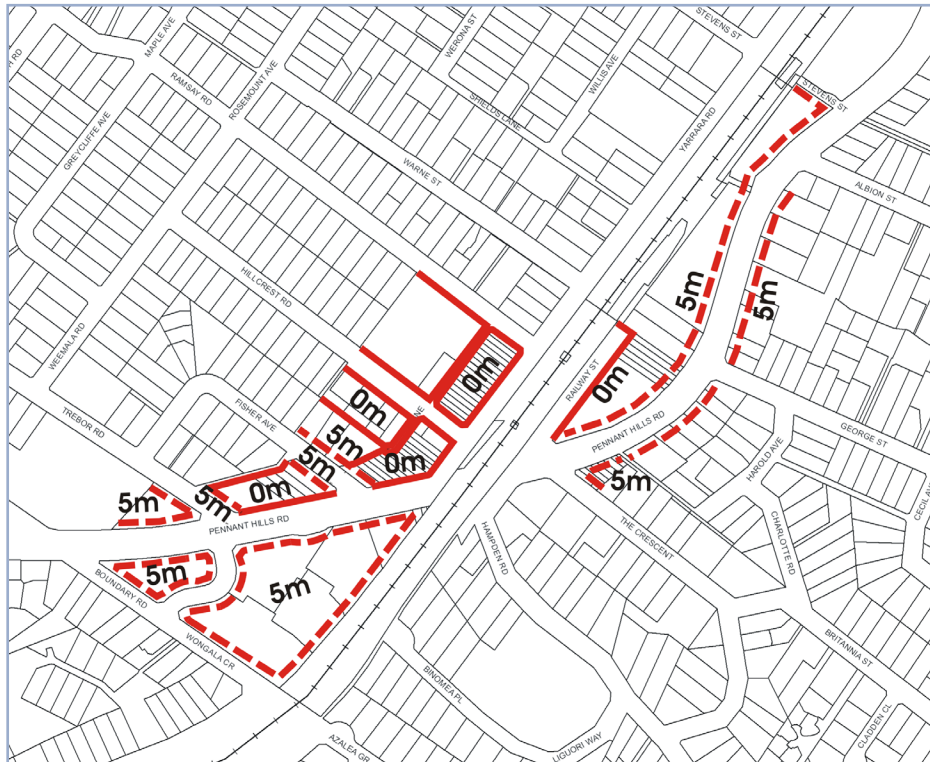 STEVENS ST
WERONA ST
MAPLE AVE
WILLIS AVE
RAMSAY RD
ROSEMOUNT AVE
STEVENS ST
SHIELDS LANE
YARRARA RD
GREYCLIFFE AVE
WARNE ST
ALBION ST
HILLCREST RD
5m
5m
WEEMALA RD
0m
RAILWAY ST
0m
0m
FISHER AVE
TREBOR RD
PENNANT HILLS RD
GEORGE ST
5m
0m
HAROLD AVE
5m
5m
0m
5m
5m
CECIL AVE
PENNANT HILLS RD
THE CRESCENT
HAMPDEN RD
CHARLOTTE RD
5m
5m
BOUNDARY RD
WONGALA CR
BRITANNIA ST
BINOMEA PL
CLADDEN CL
AZALEA GR
LIGUORI WAY